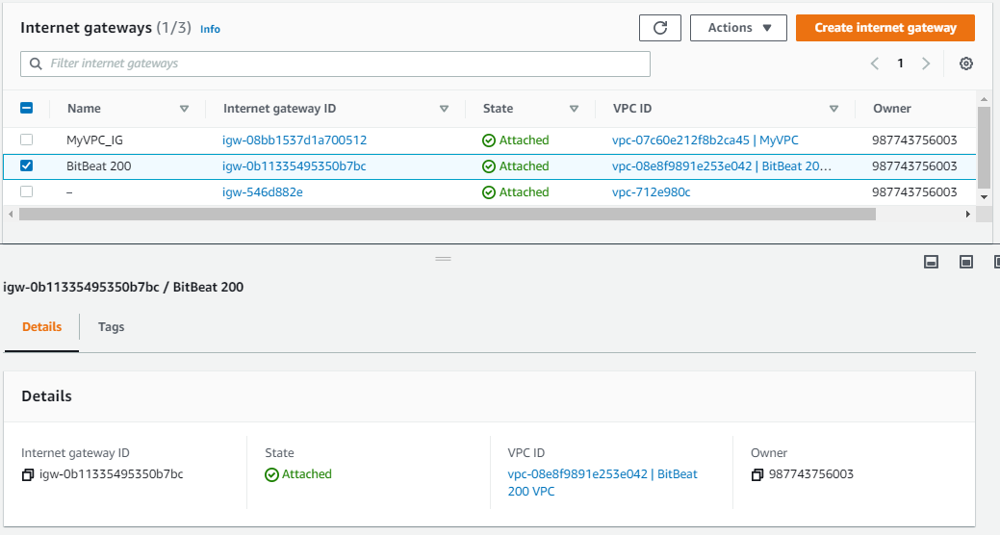 Internet gateways (1/3) Info
Actions
Create internet gateway
Filter internet gateways
1
Name Internet gateway ID State VPC ID Owner
MyVPC_IG igw-08bb1537d1a700512 Attached vpc-07c60e212f8b2ca45 | MyVPC 987743756003
BitBeat 200 igw-0b11335495350b7bc Attached vpc-08e8f9891e253e042 | BitBeat 20... 987743756003
– igw-546d882e Attached vpc-712e980c 987743756003
igw-0b11335495350b7bc / BitBeat 200
Details Tags
Details
Internet gateway ID State VPC ID Owner
igw-0b11335495350b7bc Attached vpc-08e8f9891e253e042 | BitBeat 987743756003
200 VPC